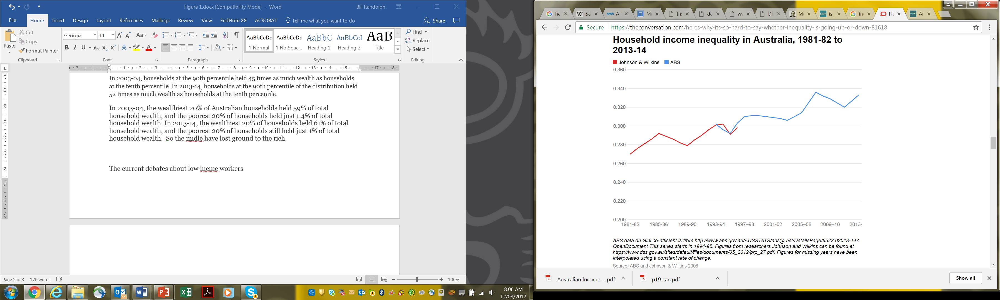 Figure 1.docx [Compatibility Mode] - Word
Bill Randolph
File Home Insert Design Layout References Mailings Review View EndNote X8 ACROBAT Tell me what you want to do
Share
Paste
Cut
Copy
Format Painter
Clipboard
Georgia 11
Font
Paragraph
AaBbCcDc AaBbCcDc AaBbC AaBbCcI AaB
¶ Normal ¶ No Spac... Heading 1 Heading 2 Title
Styles
Find
Replace
Select
Editing
In 2003-04, households at the 90th percentile held 45 times as much wealth as households
at the tenth percentile. In 2013-14, households at the 90th percentile of the distribution held
52 times as much wealth as households at the tenth percentile.
In 2003-04, the wealthiest 20% of Australian households held 59% of total
household wealth, and the poorest 20% of households held just 1.4% of total
household wealth. In 2013-14, the wealthiest 20% of households held 61% of total
household wealth, and the poorest 20% of households still held just 1% of total
household wealth. So the midle have lost ground to the rich.
The current debates about low incme workers
Page 2 of 3 170 words
100%
8:06 AM
12/08/2017
he Sa smh A M Ins da wv Di M bitre is_ in He Ar
Secure https://theconversation.com/heres-why-its-so-hard-to-say-whether-inequality-is-going-up-or-down-81618
Household income inequality in Australia, 1981-82 to
2013-14
Johnson & Wilkins ABS
0.360
0.340
0.320
0.300
0.280
0.260
0.240
0.220
0.200
1981-82 1985-86 1989-90 1993-94 1997–98 2001-02 2005–06 2009–10 2013-
ABS data on Gini co-efficient is from http://www.abs.gov.au/AUSSTATS/abs@.nsf/DetailsPage/6523.02013-14?
OpenDocument This series starts in 1994-95. Figures from researchers Johnson and Wilkins can be found at
https://www.dss.gov.au/sites/default/files/documents/05_2012/prp_27.pdf. Figures for missing years have been
interpolated using a constant rate of change.
Source: ABS and Johnson & Wilkins 2006
Australian Income ....pdf
p19-tan.pdf
Show all